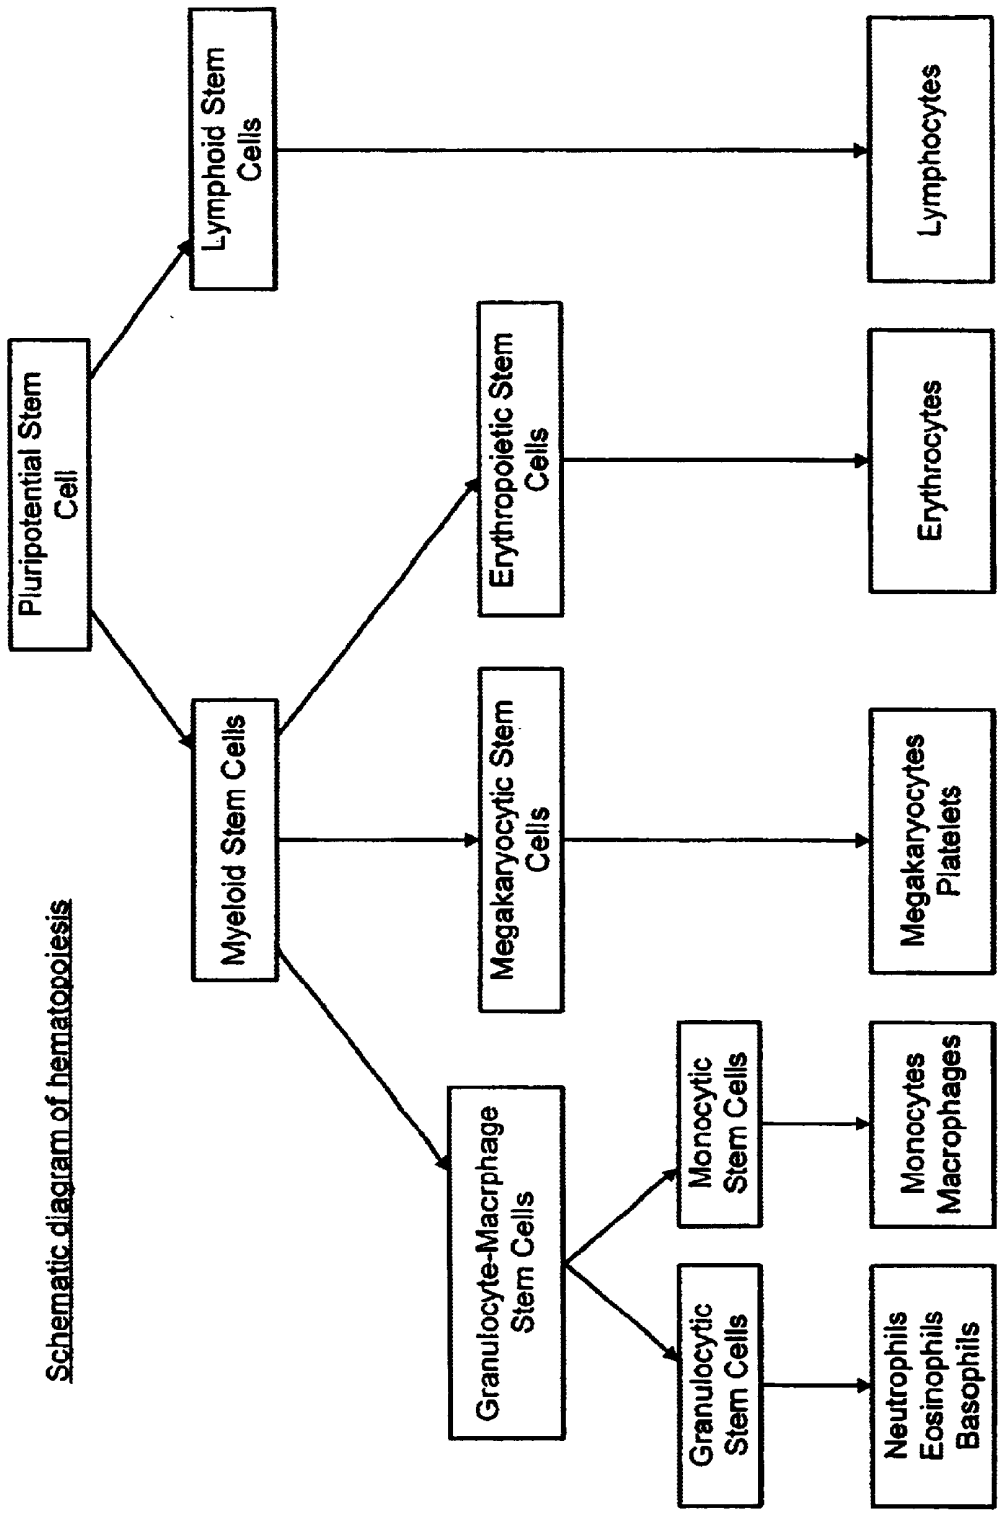 Schematic diagram of hematopoiesis
Pluripotential Stem
Cell
Myeloid Stem Cells
Lymphoid Stem
Cells
Granulocyte-Macrphage
Stem Cells
Megakaryocytic Stem
Cells
Erythropoietic Stem
Cells
Granulocytic
Stem Cells
Monocytic
Stem Cells
Neutrophils
Eosinophils
Basophils
Monocytes
Macrophages
Megakaryocytes
Platelets
Erythrocytes
Lymphocytes